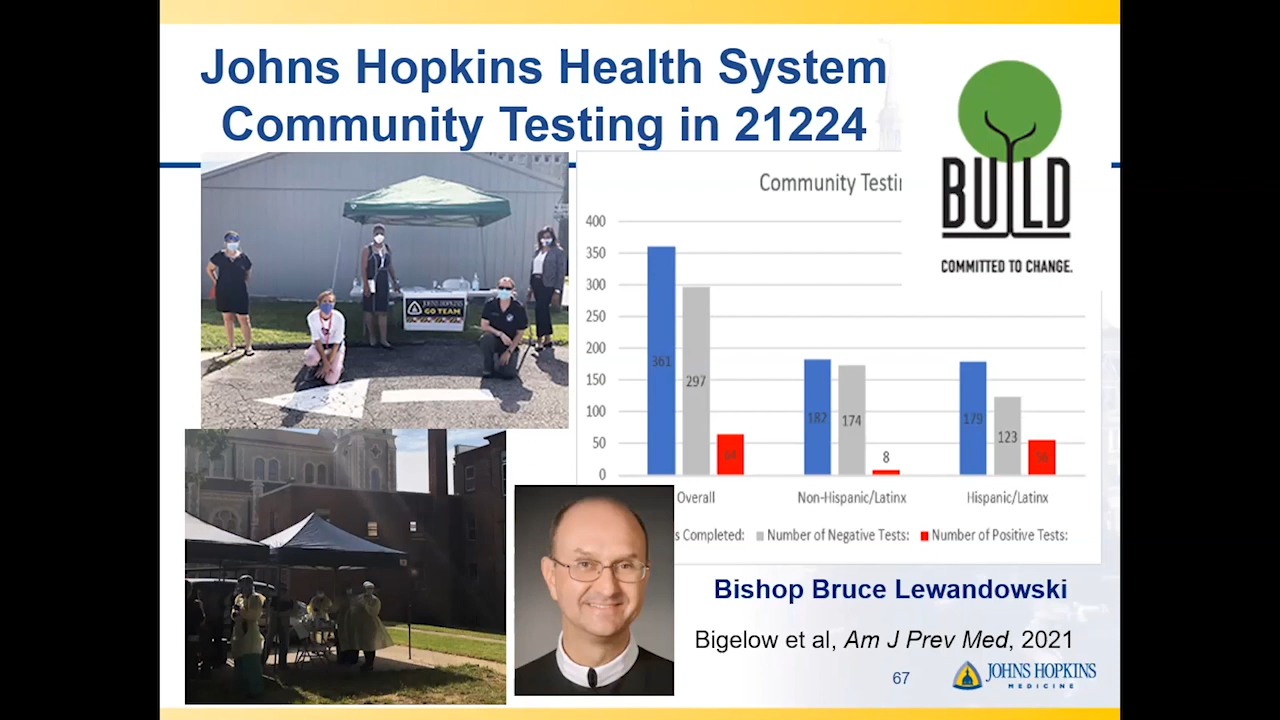 Johns Hopkins Health System
Community Testing in 21224
BUILD
COMMITTED TO CHANGE.
JOHNS HOPKINS
GO TEAM
Community Testi
400
350
300
250
200
150
100
50
0
361
297
64
182
174
8
179
123
56
Overall
Non-Hispanic/Latinx
Hispanic/Latinx
s Completed:
Number of Negative Tests:
Number of Positive Tests:
Bishop Bruce Lewandowski
Bigelow et al, Am J Prev Med, 2021
67
JOHNS HOPKINS
MEDICINE